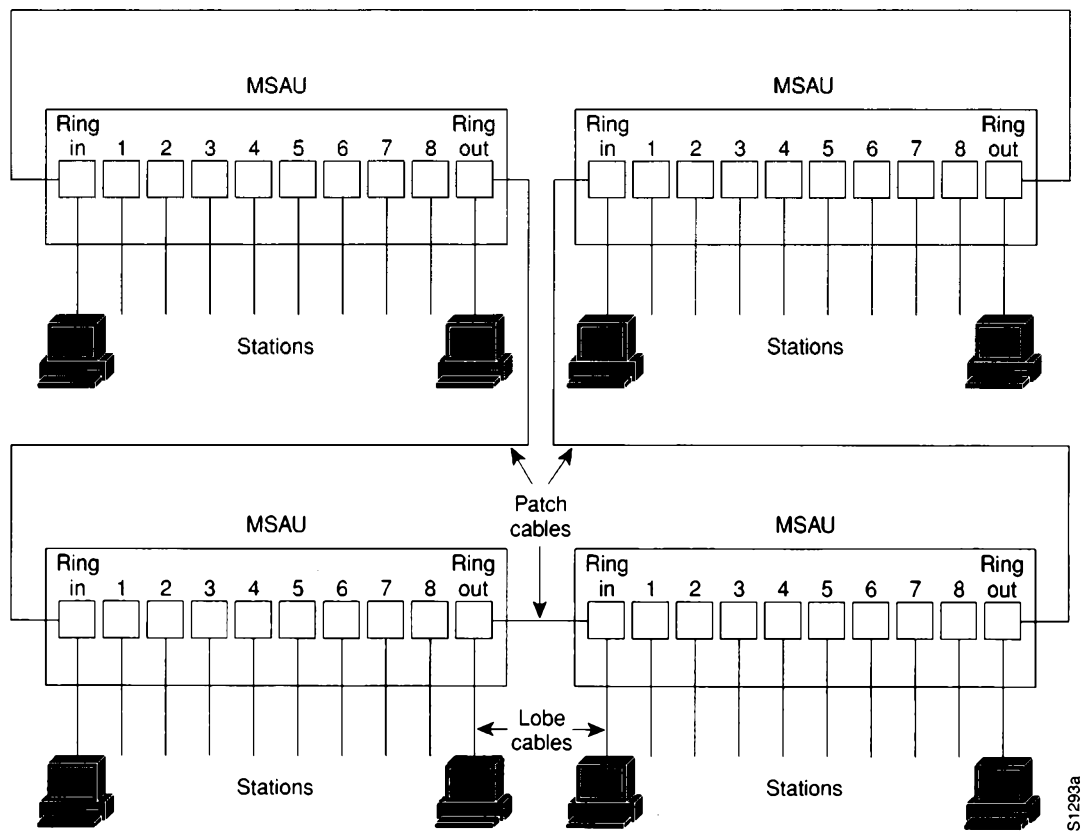 MSAU
MSAU
Ring in 1 2 3 4 5 6 7 8 Ring out
Ring in 1 2 3 4 5 6 7 8 Ring out
Stations
Stations
Patch cables
MSAU
MSAU
Ring in 1 2 3 4 5 6 7 8 Ring out
Ring in 1 2 3 4 5 6 7 8 Ring out
Lobe cables
Stations
Stations
S1293a